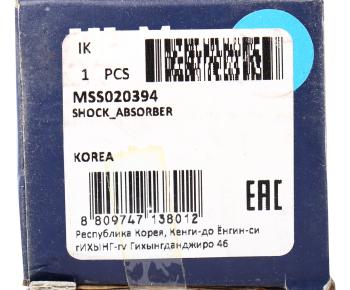 IK
1 PCS
MSS020394
SHOCK_ABSORBER
KOREA
EAC
8 809747 138012
Республика Корея, Кенги-до Ёнгин-си
гИХЫНГ-гу Гихынгданджиро 46